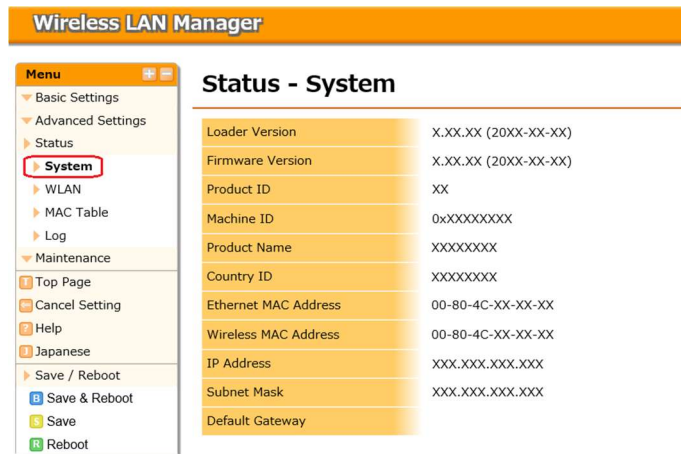 Wireless LAN Manager
Menu
Basic Settings
Advanced Settings
Status
System
WLAN
MAC Table
Log
Maintenance
Top Page
Cancel Setting
Help
Japanese
Save / Reboot
B Save & Reboot
S Save
R Reboot
Status - System
Loader Version X.XX.XX (20XX-XX-XX)
Firmware Version X.XX.XX (20XX-XX-XX)
Product ID XX
Machine ID 0xXXXXXXXX
Product Name XXXXXXXX
Country ID XXXXXXXX
Ethernet MAC Address 00-80-4C-XX-XX-XX
Wireless MAC Address 00-80-4C-XX-XX-XX
IP Address XXX.XXX.XXX.XXX
Subnet Mask XXX.XXX.XXX.XXX
Default Gateway